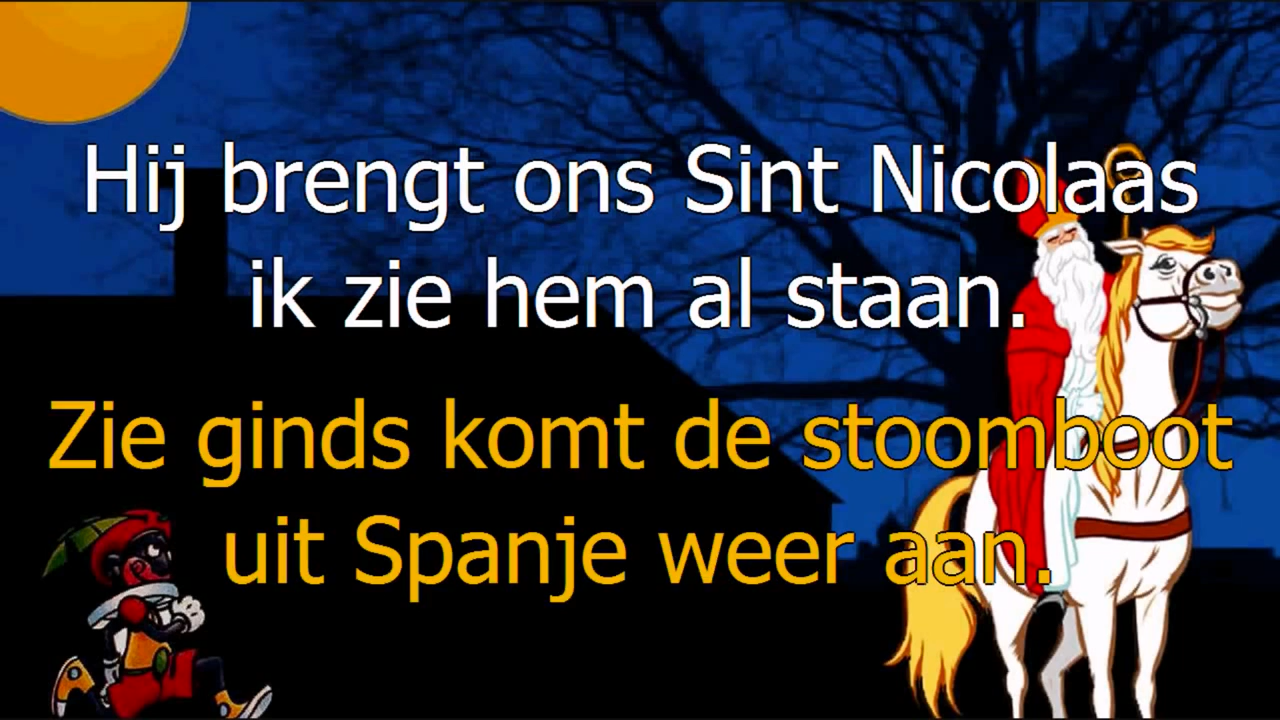 Hij brengt ons Sint Nicolaas
ik zie hem al staan.
Zie ginds komt de stoomboot
uit Spanje weer aan.